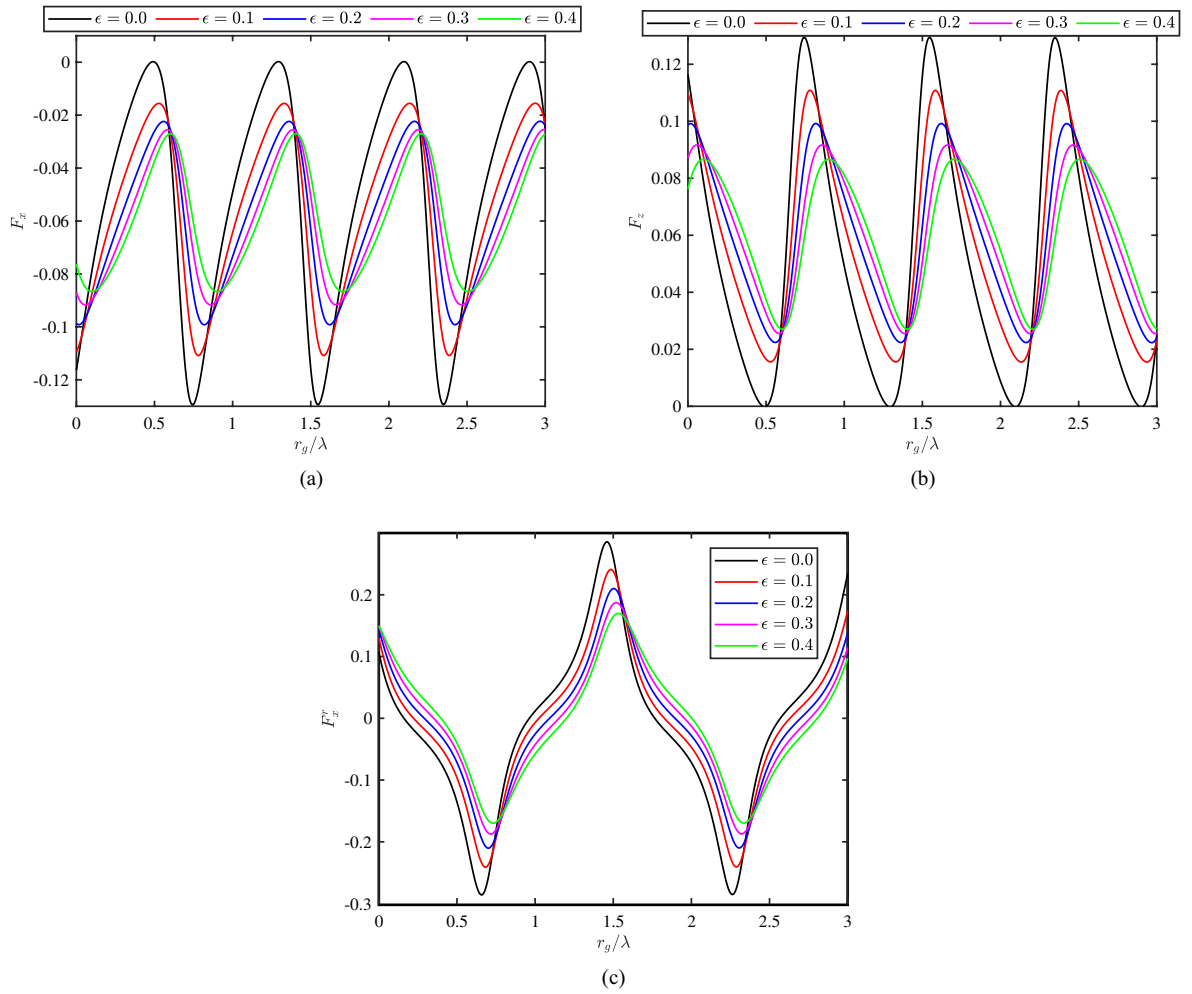 ϵ = 0.0 ϵ = 0.1 ϵ = 0.2 ϵ = 0.3 ϵ = 0.4
0
-0.02
-0.04
-0.06
-0.08
-0.1
-0.12
F_x
0 0.5 1 1.5 2 2.5 3
r_g/λ
(a)
ϵ = 0.0 ϵ = 0.1 ϵ = 0.2 ϵ = 0.3 ϵ = 0.4
0.12
0.1
0.08
0.06
0.04
0.02
0
F_z
0 0.5 1 1.5 2 2.5 3
r_g/λ
(b)
ϵ = 0.0
ϵ = 0.1
ϵ = 0.2
ϵ = 0.3
ϵ = 0.4
0.2
0.1
0
-0.1
-0.2
-0.3
F_x^r
0 0.5 1 1.5 2 2.5 3
r_g/λ
(c)